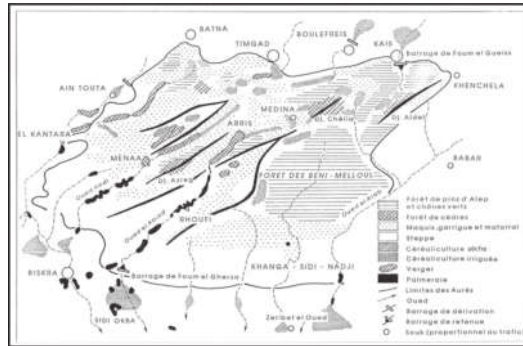 BATNA
TIMGAD
BOULEFREIS
KAIS
Barrage de Foum el Gueiss
KHENCHELA
AIN TOUTA
EL KANTARA
MEDINA
Dj. Chélia
Dj. Aidel
ARRIS
MENAA
Dj. Azreg
FORET DES BENI-MELLOUL
BABAR
RHOUFI
KHANGA - SIDI - NADJI
BISKRA
Barrage de Foum el Gherza
SIDI OKBA
Zeribet el Oued
Forêt de pins d'Alep
et chênes verts
Forêt de cèdres
Maquis, garrigue et matorral
Steppe
Céréaliculture sèche
Céréaliculture irriguée
Verger
Palmeraie
Limites des Aurès
Oued
Barrage de dérivation
Barrage de retenue
Souk (proportionnel au trafic)